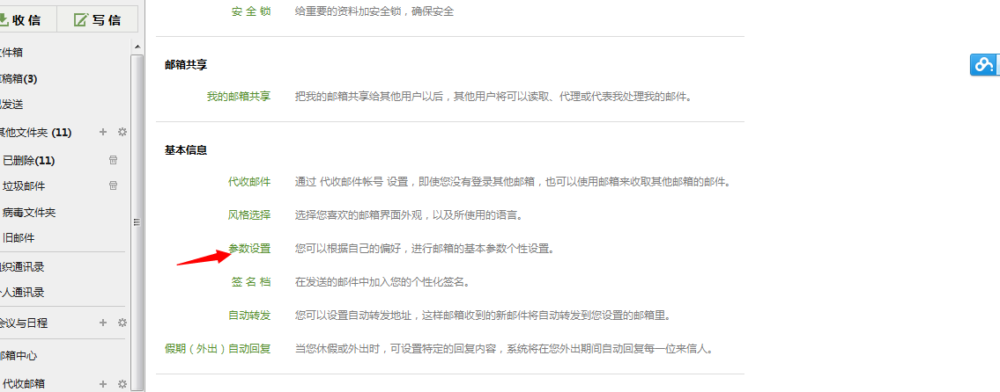 收信 写信
件箱
稿箱(3)
发送
其他文件夹 (11)
已删除(11)
垃圾邮件
病毒文件夹
旧邮件
组织通讯录
人通讯录
会议与日程
邮箱中心
代收邮箱
安 全 锁 给重要的资料加安全锁，确保安全
邮箱共享
我的邮箱共享 把我的邮箱共享给其他用户以后，其他用户将可以读取、代理或代表我处理我的邮件。
基本信息
代收邮件 通过 代收邮件帐号 设置，即使您没有登录其他邮箱，也可以使用邮箱来收取其他邮箱的邮件。
风格选择 选择您喜欢的邮箱界面外观，以及所使用的语言。
参数设置 您可以根据自己的偏好，进行邮箱的基本参数个性设置。
签 名 档 在发送的邮件中加入您的个性化签名。
自动转发 您可以设置自动转发地址，这样邮箱收到的新邮件将自动转发到您设置的邮箱里。
假期（外出）自动回复 当您休假或外出时，可设置特定的回复内容，系统将在您外出期间自动回复每一位来信人。